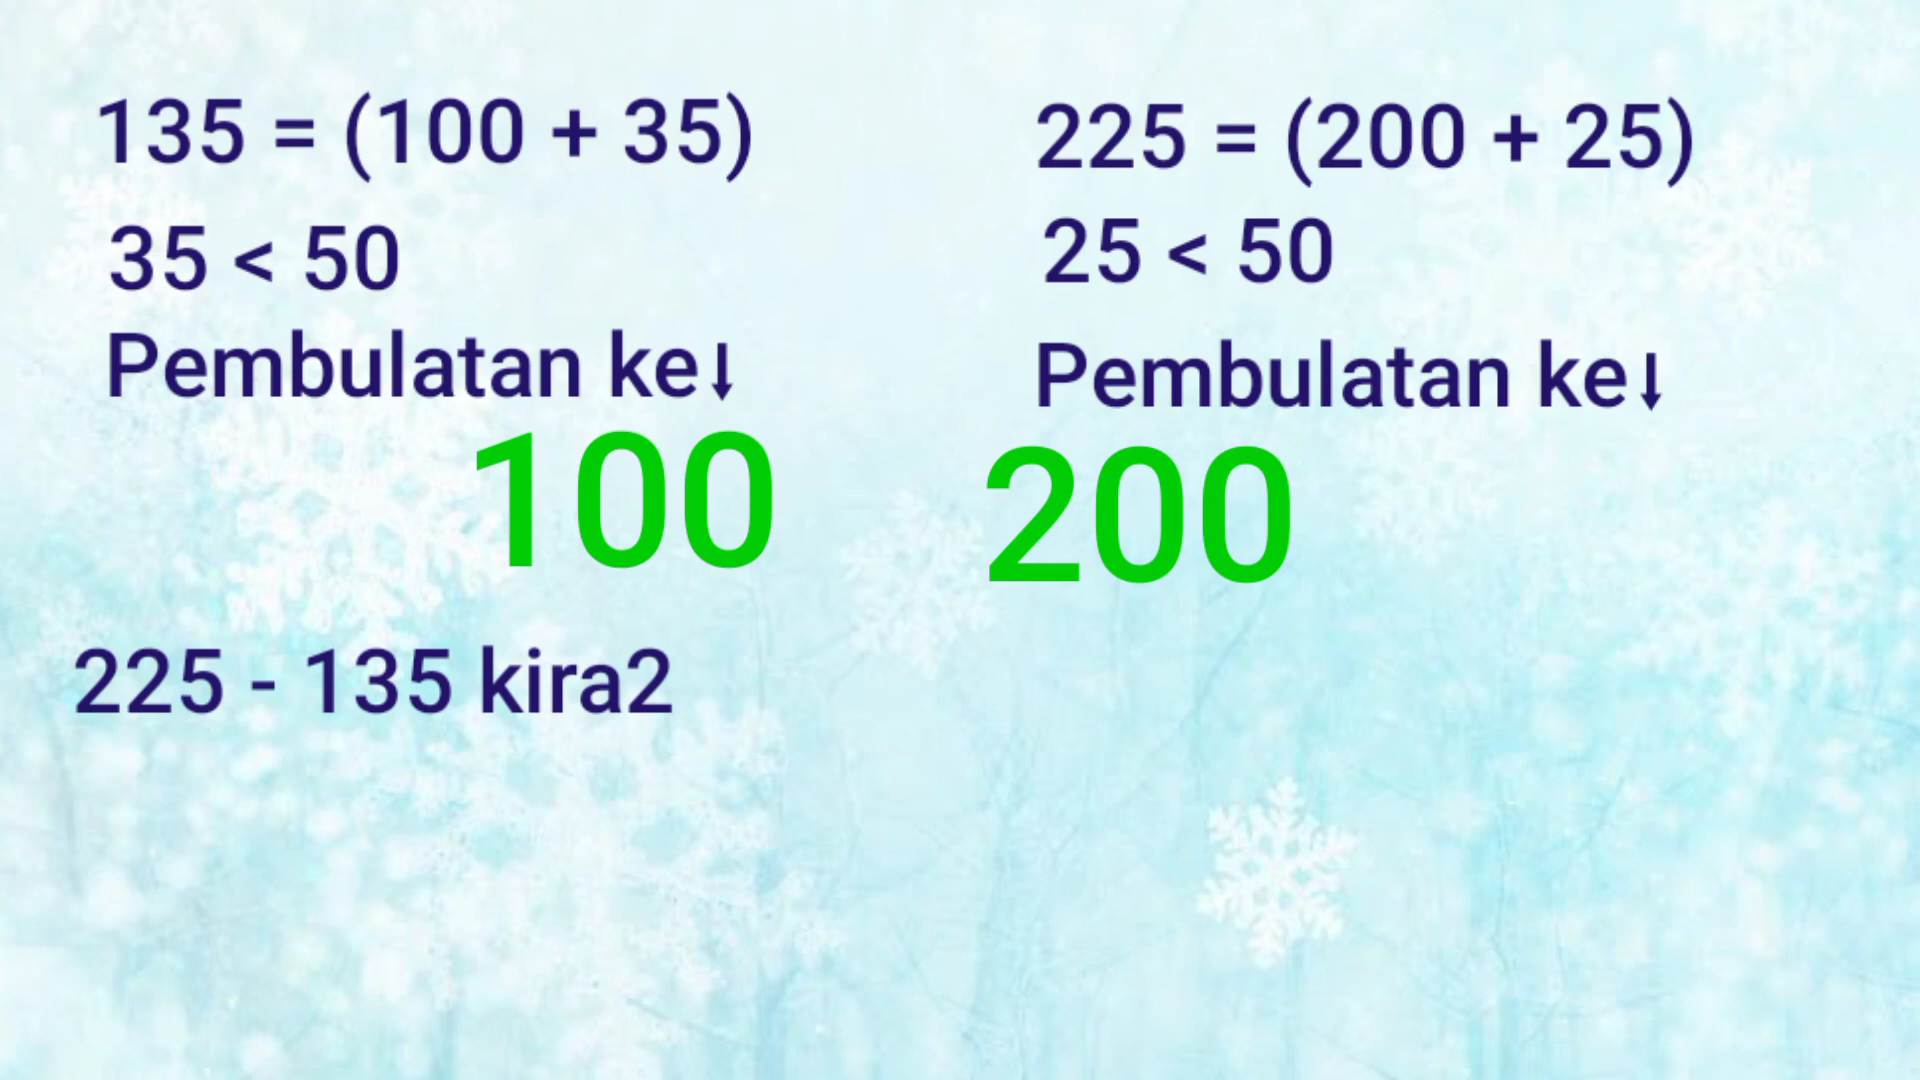 135 = (100 + 35)
35 < 50
Pembulatan ke↓
100
225 = (200 + 25)
25 < 50
Pembulatan ke↓
200
225 - 135 kira2